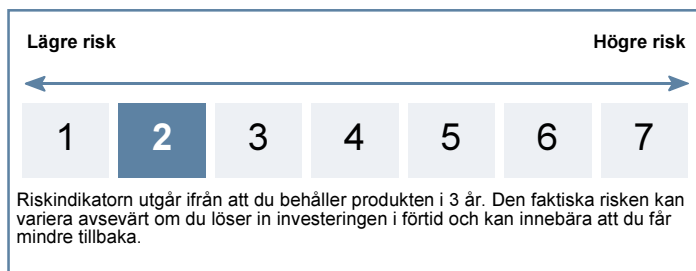 Lägre risk Högre risk
1 2 3 4 5 6 7
Riskindikatorn utgår ifrån att du behåller produkten i 3 år. Den faktiska risken kan
variera avsevärt om du löser in investeringen i förtid och kan innebära att du får
mindre tillbaka.